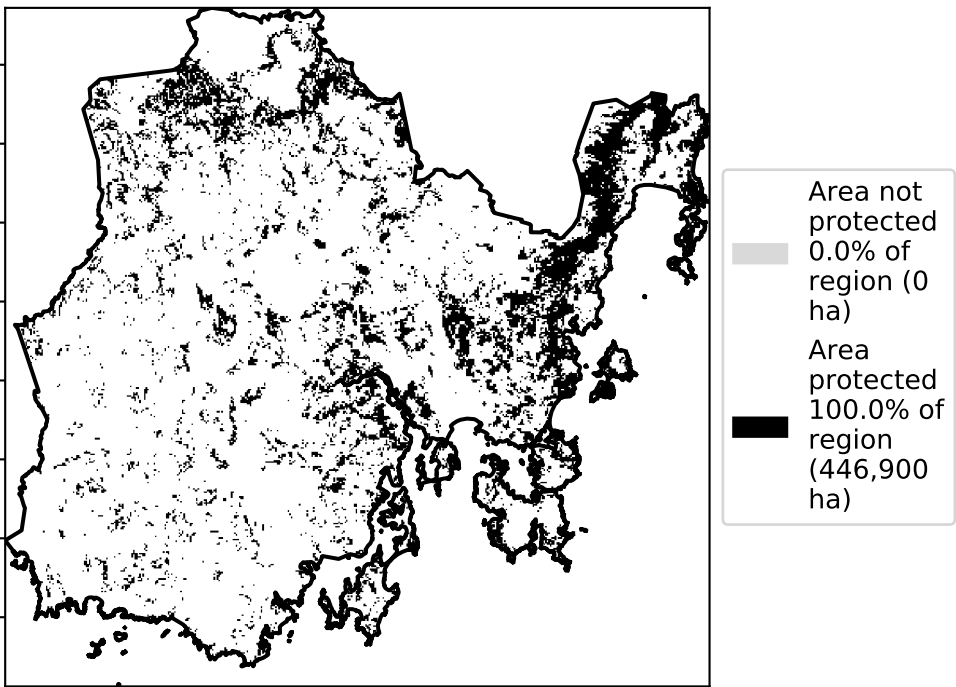 Area not
protected
0.0% of
region (0
ha)
Area
protected
100.0% of
region
(446,900
ha)